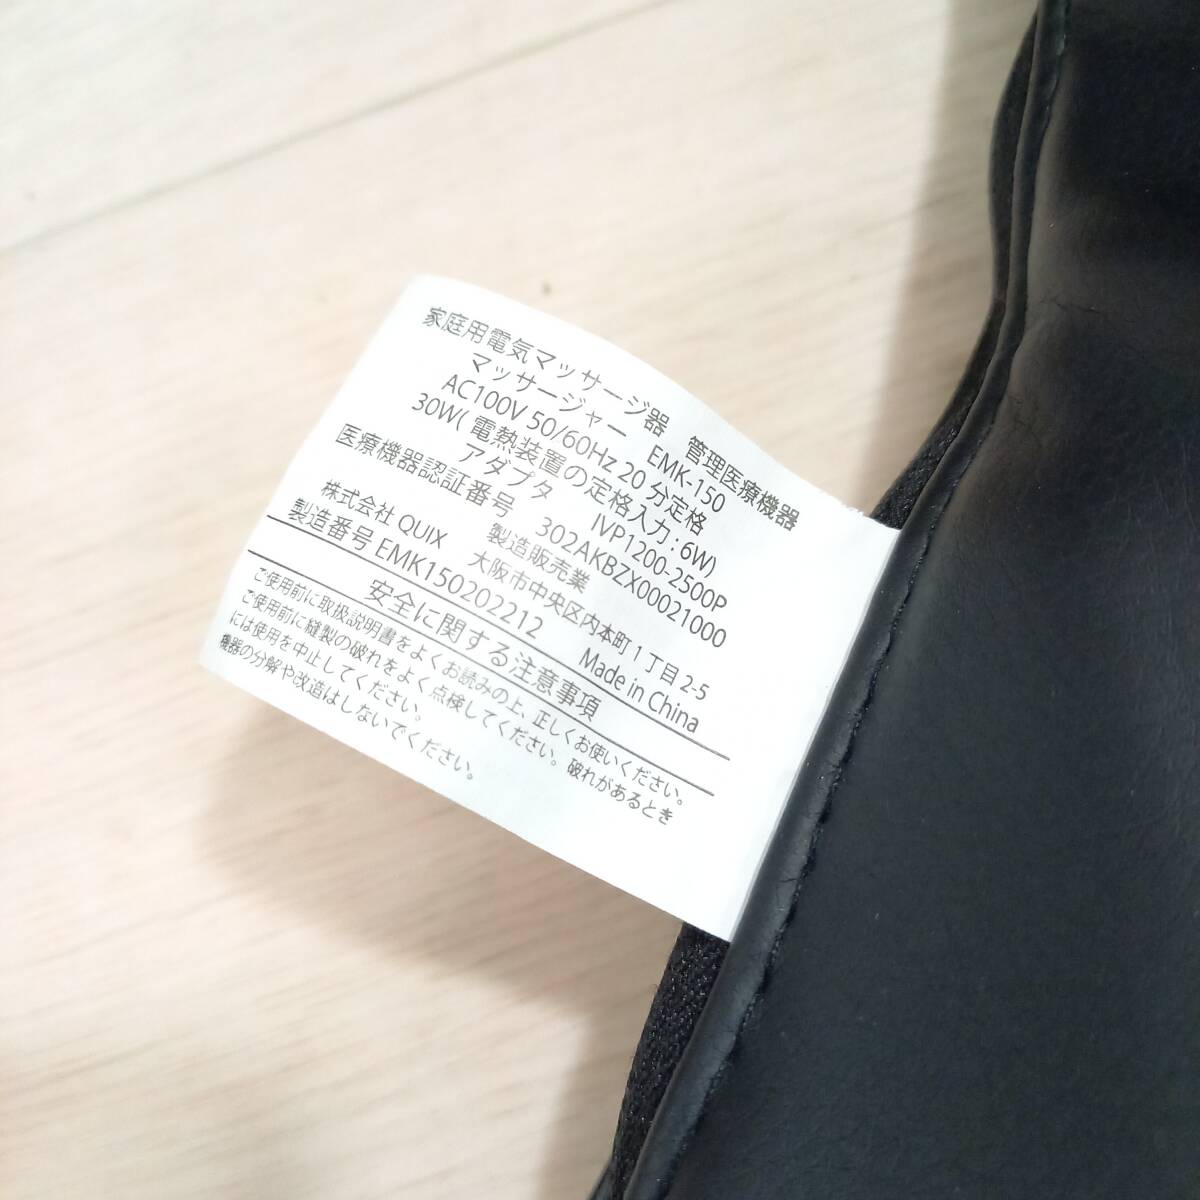 家庭用電気マッサージ器 管理医療機器
マッサージャー EMK-150
AC100V 50/60Hz 20 分定格
30W( 電熱装置の定格入力 : 6W)
アダプタ IVP1200-2500P
医療機器認証番号 302AKBZX00021000
製造販売業
株式会社 QUIX 大阪市中央区内本町 1 丁目 2-5
製造番号 EMK150202212 Made in China
安全に関する注意事項
ご使用前に取扱説明書をよくお読みの上、正しくお使いください。
ご使用前に縫製の破れをよく点検してください。破れがあるとき
には使用を中止してください。
機器の分解や改造はしないでください。